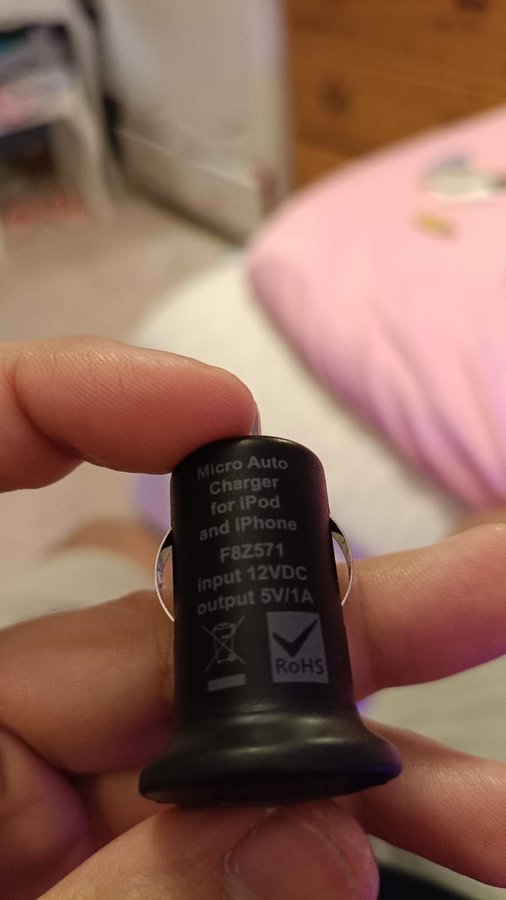 Micro Auto
Charger
for iPod
and iPhone
F8Z571
input 12VDC
output 5V/1A
RoHS